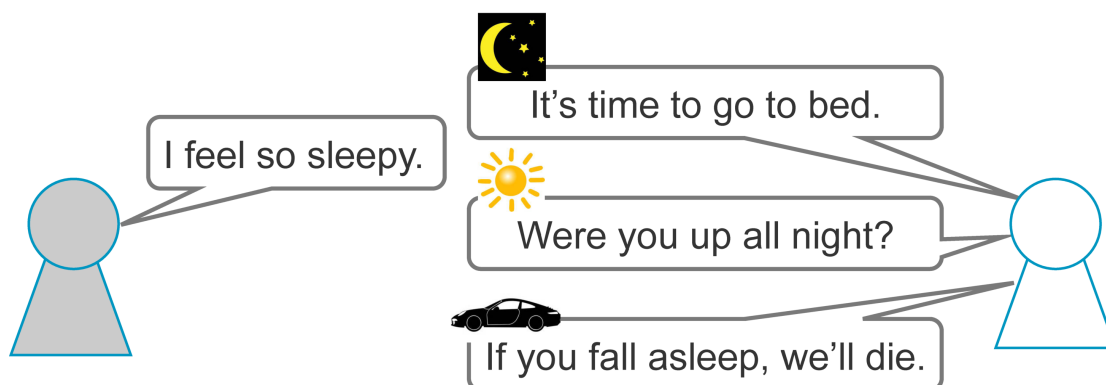 I feel so sleepy.
It’s time to go to bed.
Were you up all night?
If you fall asleep, we’ll die.